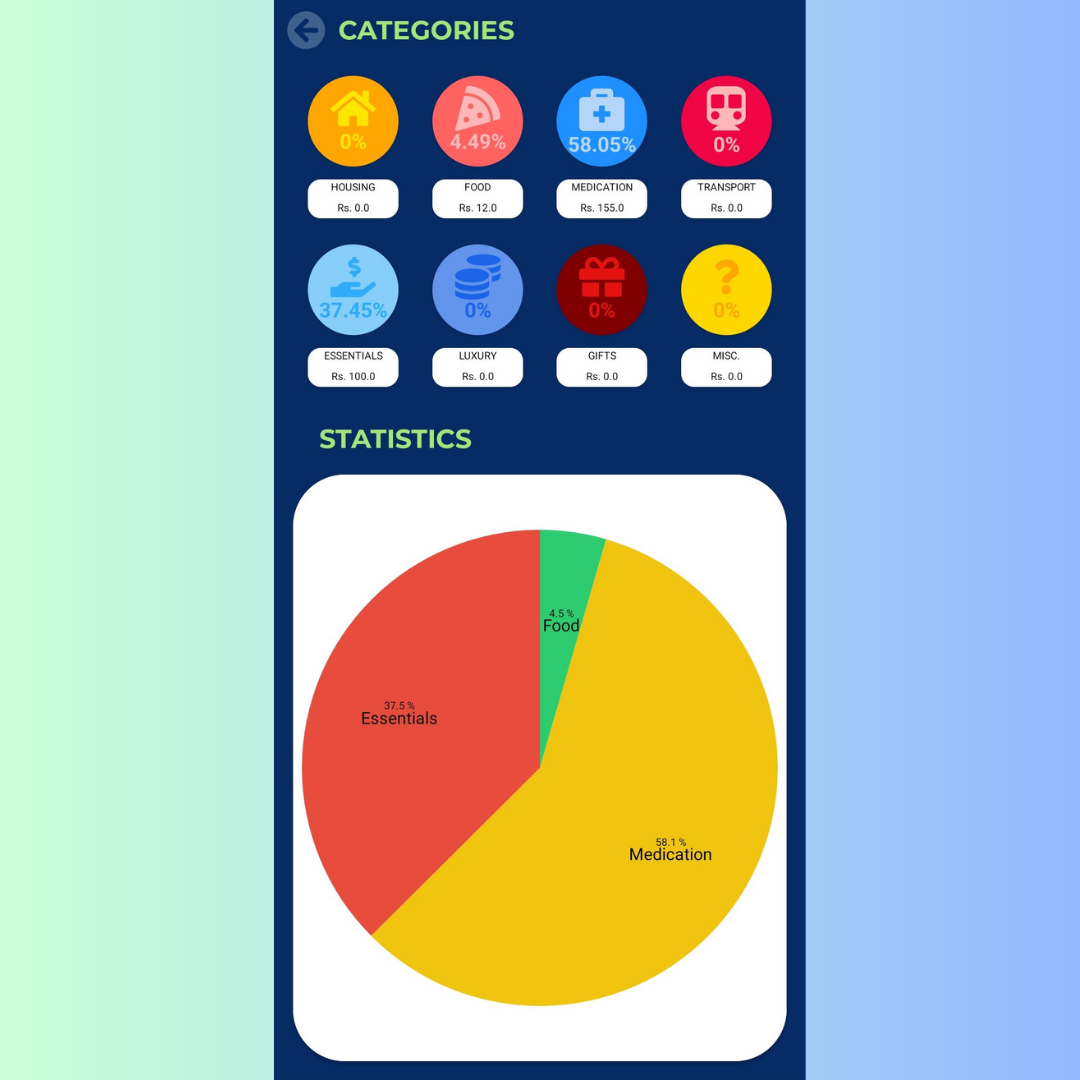 CATEGORIES
0% 4.49% 58.05% 0%
HOUSING FOOD MEDICATION TRANSPORT
Rs. 0.0 Rs. 12.0 Rs. 155.0 Rs. 0.0
$ ?
37.45% 0% 0% 0%
ESSENTIALS LUXURY GIFTS MISC.
Rs. 100.0 Rs. 0.0 Rs. 0.0 Rs. 0.0
STATISTICS
4.5 %
Food
37.5 %
Essentials
58.1 %
Medication